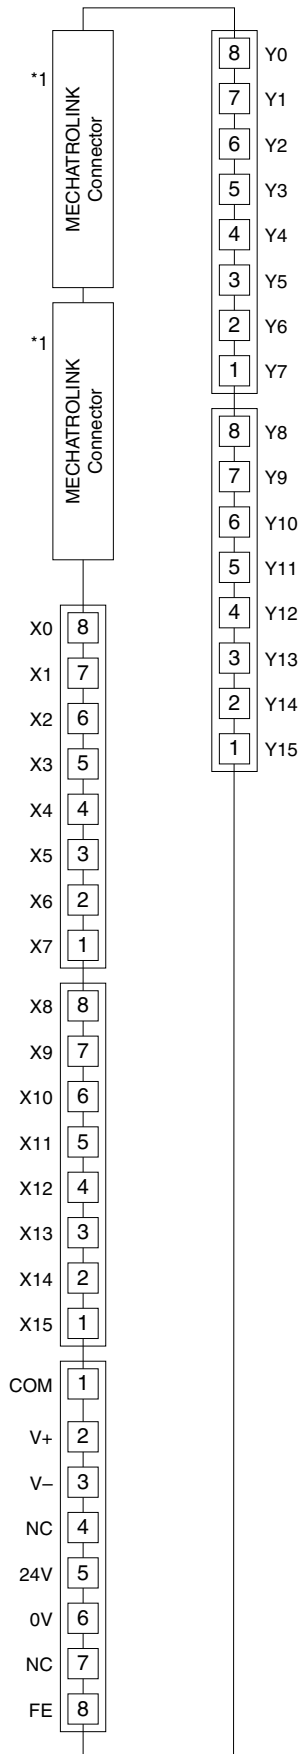 *1
MECHATROLINK
Connector
*1
MECHATROLINK
Connector
X0 8
X1 7
X2 6
X3 5
X4 4
X5 3
X6 2
X7 1
X8 8
X9 7
X10 6
X11 5
X12 4
X13 3
X14 2
X15 1
COM 1
V+ 2
V– 3
NC 4
24V 5
0V 6
NC 7
FE 8
8 Y0
7 Y1
6 Y2
5 Y3
4 Y4
3 Y5
2 Y6
1 Y7
8 Y8
7 Y9
6 Y10
5 Y11
4 Y12
3 Y13
2 Y14
1 Y15